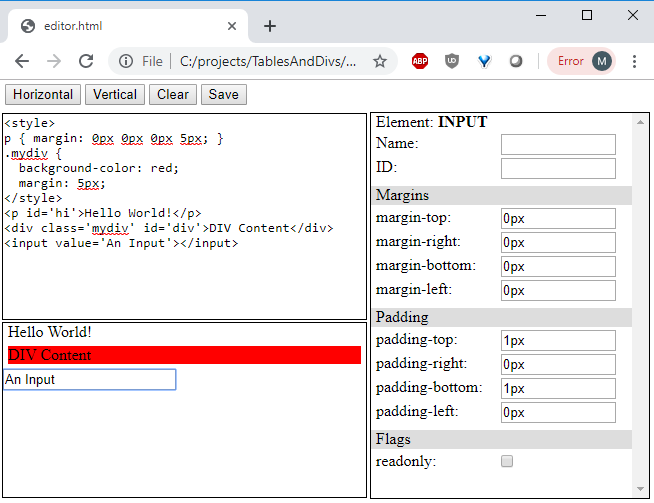 editor.html
File | C:/projects/TablesAndDivs/...
ABP
UD
Error M
Horizontal Vertical Clear Save
<style>
p { margin: 0px 0px 0px 5px; }
.mydiv {
  background-color: red;
  margin: 5px;
</style>
<p id='hi'>Hello World!</p>
<div class='mydiv' id='div'>DIV Content</div>
<input value='An Input'></input>
Hello World!
DIV Content
An Input
Element: INPUT
Name:
ID:
Margins
margin-top: 0px
margin-right: 0px
margin-bottom: 0px
margin-left: 0px
Padding
padding-top: 1px
padding-right: 0px
padding-bottom: 1px
padding-left: 0px
Flags
readonly: